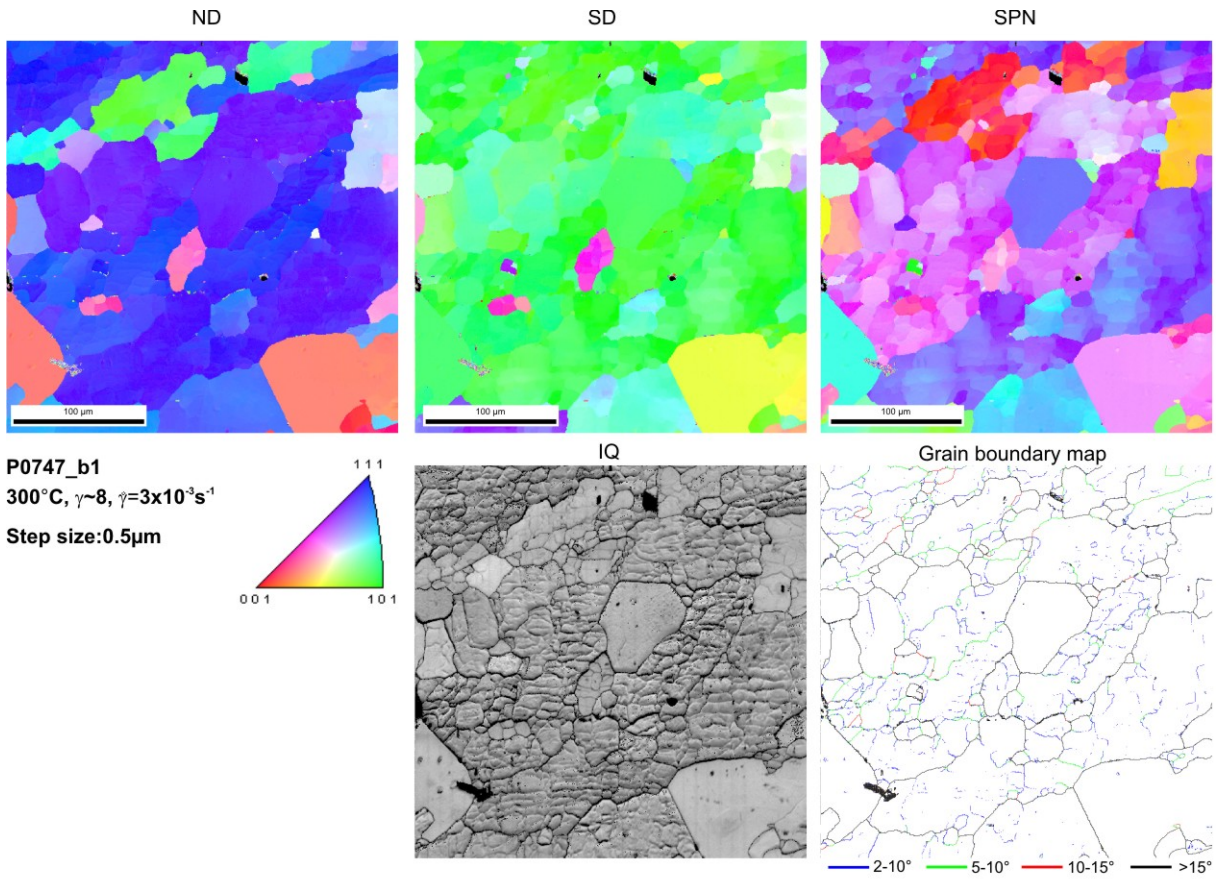 ND
SD
SPN
100 µm
100 µm
100 µm
P0747_b1
300°C, γ~8, γ̇=3x10⁻³s⁻¹
Step size:0.5µm
1 1 1
0 0 1
1 0 1
IQ
Grain boundary map
2-10°
5-10°
10-15°
>15°